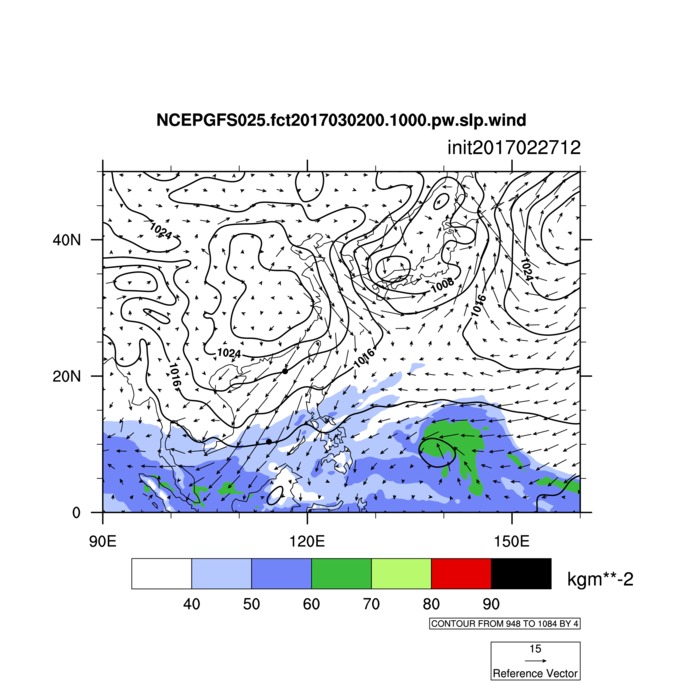 NCEPGFS025.fct2017030200.1000.pw.slp.wind
init2017022712
1024
40N
1024
1008
1016
1024
1016
1016
20N
0
90E 120E 150E
kgm**-2
40 50 60 70 80 90
CONTOUR FROM 948 TO 1084 BY 4
15
Reference Vector